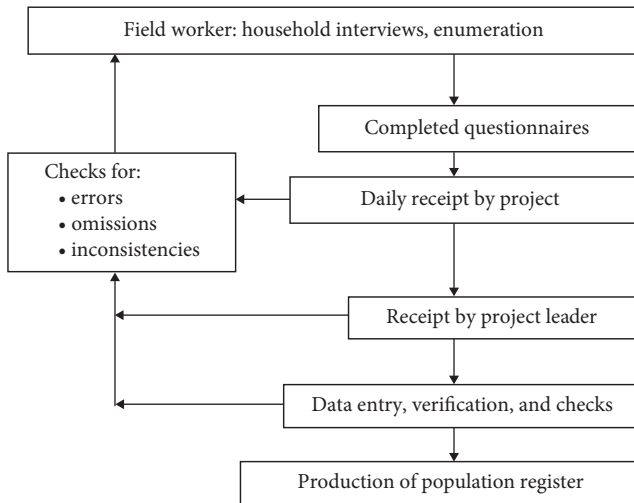 Field worker: household interviews, enumeration
Completed questionnaires
Checks for:
• errors
• omissions
• inconsistencies
Daily receipt by project
Receipt by project leader
Data entry, verification, and checks
Production of population register